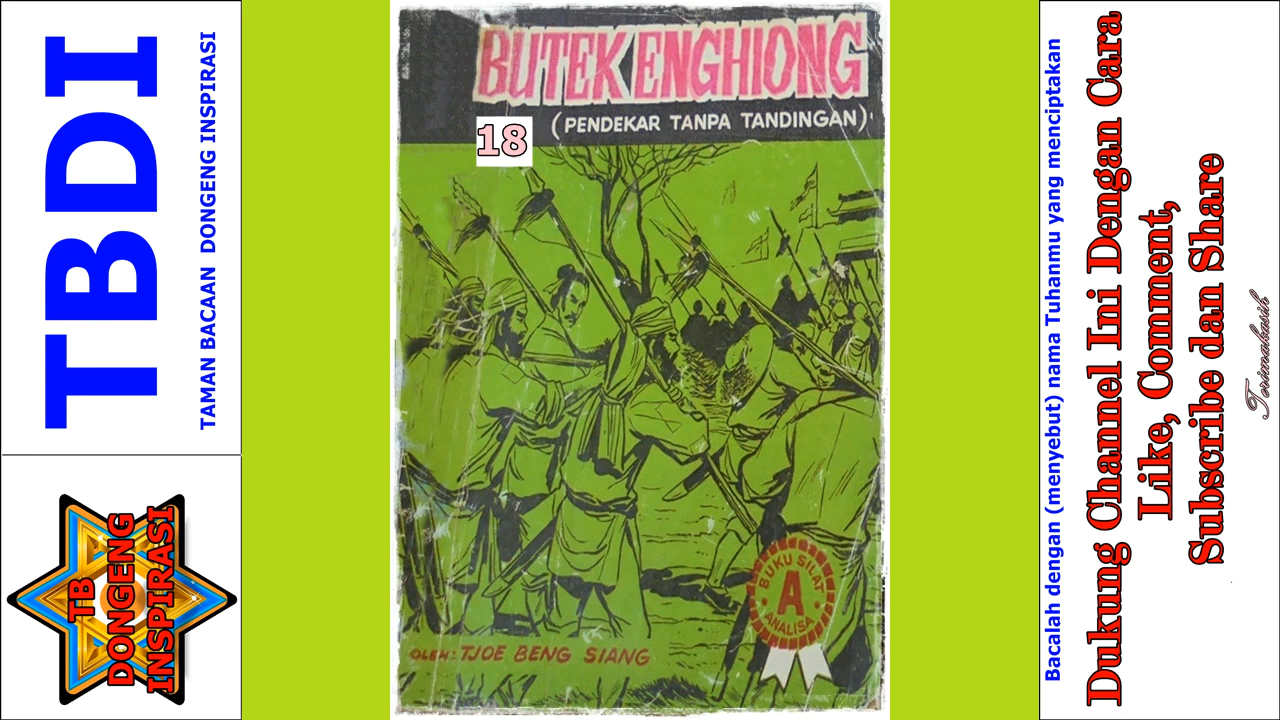 TBDI
TAMAN BACAAN DONGENG INSPIRASI
TB
DONGENG
INSPIRASI
BUTEK ENGHIONG
(PENDEKAR TANPA TANDINGAN)
18
BUKU SILAT
A
ANALISA
OLEH: TJOE BENG SIANG
Bacalah dengan (menyebut) nama Tuhanmu yang menciptakan
Dukung Channel Ini Dengan Cara
Like, Comment,
Subscribe dan Share
Terimakasih